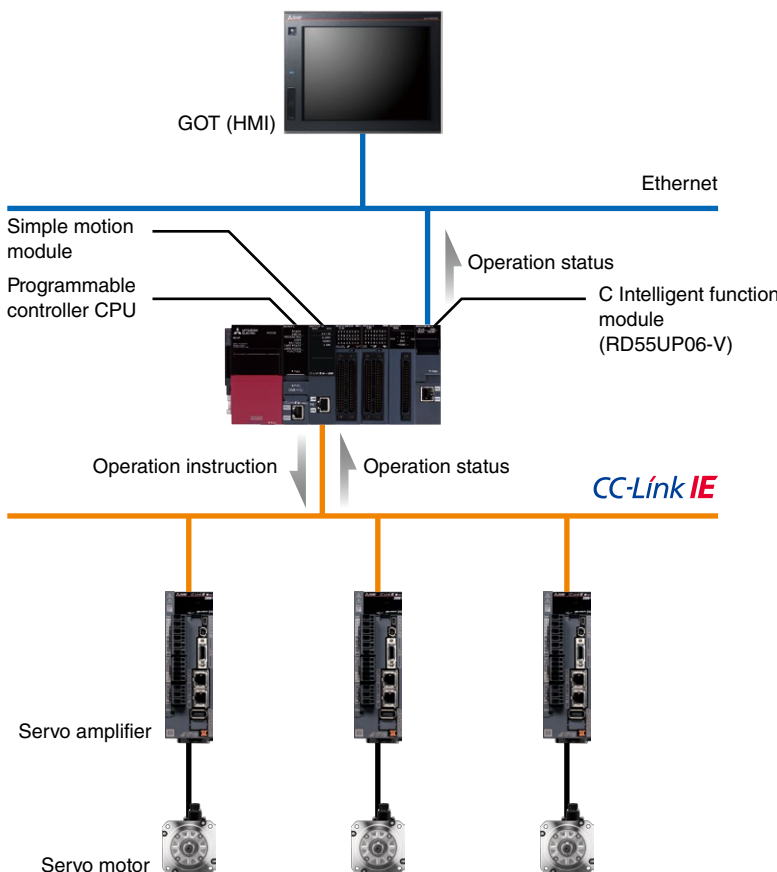 GOT (HMI)
Ethernet
Simple motion
module
Operation status
Programmable
controller CPU
C Intelligent function
module
(RD55UP06-V)
Operation instruction
Operation status
CC-Link IE
Servo amplifier
Servo motor